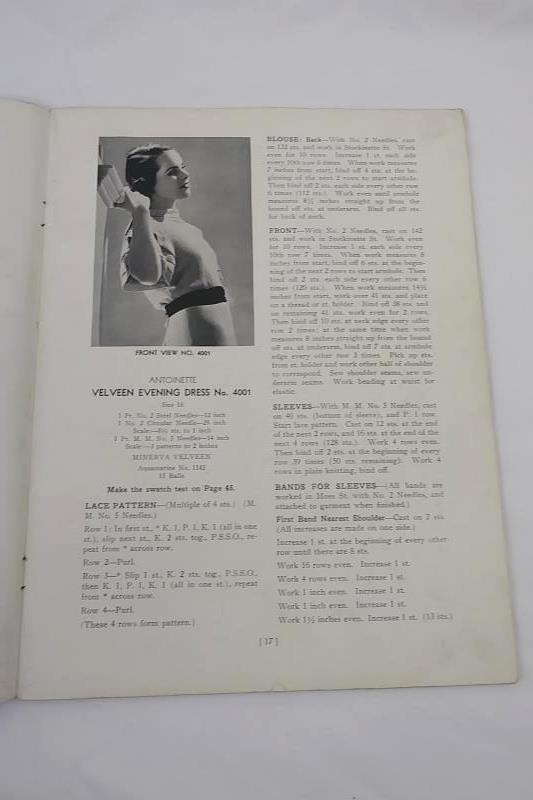 FRONT VIEW NO. 4001
ANTOINETTE
VELVEEN EVENING DRESS No. 4001
Size 16
1 Pr. No. 2 Steel Needles—12 inch
1 No. 2 Circular Needle—29 inch
Scale:—8½ sts. to 1 inch
1 Pr. M. M. No. 5 Needles—14 inch
Scale:—3 patterns to 2 inches
MINERVA VELVEEN
Aquamarine No. 1142
15 Balls
Make the swatch test on Page 45.
LACE PATTERN—(Multiple of 4 sts.) (M.
M. No. 5 Needles.)
Row 1: In first st., * K. 1, P. 1, K. 1 (all in one
st.), slip next st., K. 2 sts. tog., P.S.S.O., re-
peat from * across row.
Row 2—Purl.
Row 3—* Slip 1 st., K. 2 sts. tog., P.S.S.O.,
then K. 1, P. 1, K. 1 (all in one st.), repeat
from * across row.
Row 4—Purl.
(These 4 rows form pattern.)
BLOUSE: Back—With No. 2 Needles, cast
on 132 sts. and work in Stockinette St. Work
even for 10 rows. Increase 1 st. each side
every 10th row 6 times. When work measures
7 inches from start, bind off 4 sts. at the be-
ginning of the next 2 rows to start armhole.
Then bind off 2 sts. each side every other row
6 times (112 sts.). Work even until armhole
measures 8½ inches straight up from the
bound off sts. at underarm. Bind off all sts.
for back of neck.
FRONT—With No. 2 Needles, cast on 142
sts. and work in Stockinette St. Work even
for 10 rows. Increase 1 st. each side every
10th row 7 times. When work measures 8
inches from start, bind off 6 sts. at the begin-
ning of the next 2 rows to start armhole. Then
bind off 2 sts. each side every other row 6
times (120 sts.). When work measures 14½
inches from start, work over 41 sts. and place
on a thread or st. holder. Bind off 38 sts. and
on remaining 41 sts. work even for 2 rows.
Then bind off 10 sts. at neck edge every other
row 2 times; at the same time when work
measures 8 inches straight up from the bound
off sts. at underarm, bind off 7 sts. at armhole
edge every other row 3 times. Pick up sts.
from st. holder and work other half of shoulder
to correspond. Sew shoulder seams, sew un-
derarm seams. Work beading at waist for
elastic.
SLEEVES—With M. M. No. 5 Needles, cast
on 40 sts. (bottom of sleeve), and P. 1 row.
Start lace pattern. Cast on 12 sts. at the end
of the next 2 rows, and 16 sts. at the end of the
next 4 rows (128 sts.). Work 4 rows even.
Then bind off 2 sts. at the beginning of every
row 39 times (50 sts. remaining). Work 4
rows in plain knitting, bind off.
BANDS FOR SLEEVES—(All bands are
worked in Moss St. with No. 2 Needles, and
attached to garment when finished.)
First Band Nearest Shoulder—Cast on 2 sts.
(All increases are made on one side.)
Increase 1 st. at the beginning of every other
row until there are 8 sts.
Work 16 rows even. Increase 1 st.
Work 4 rows even. Increase 1 st.
Work 1 inch even. Increase 1 st.
Work 1 inch even. Increase 1 st.
Work 1½ inches even. Increase 1 st. (13 sts.)
[ 17 ]